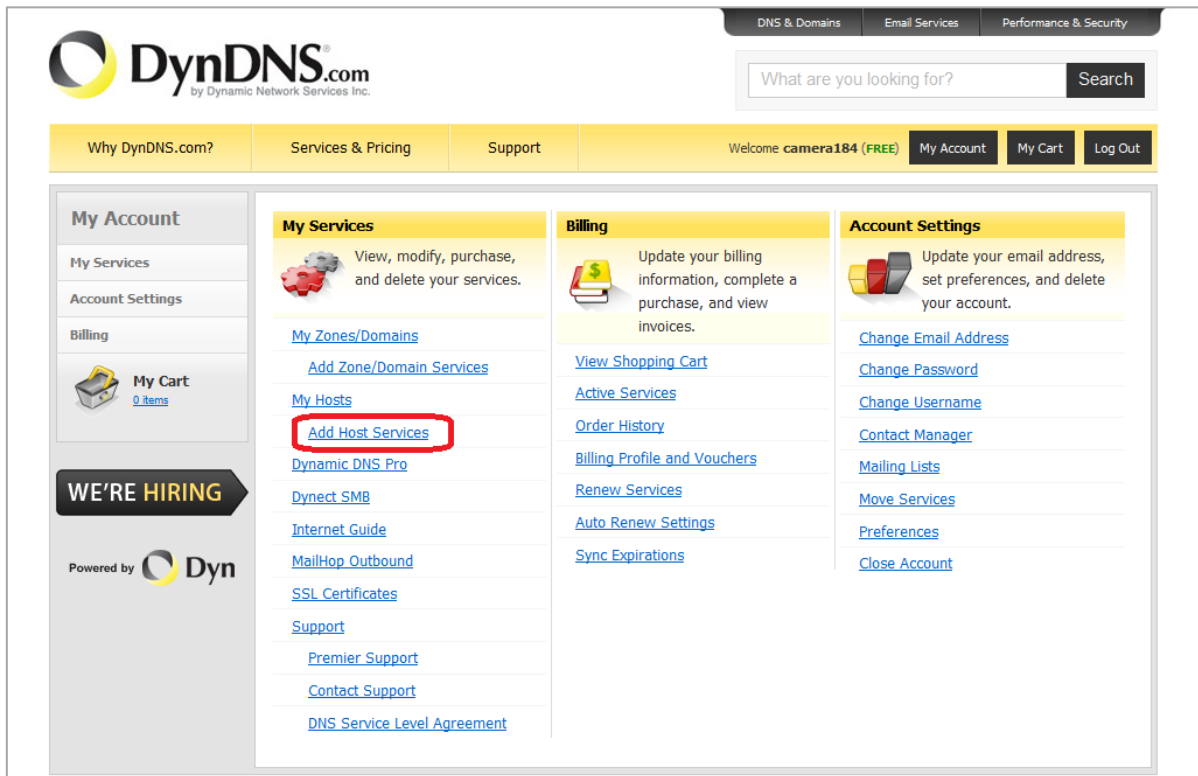 DNS & Domains Email Services Performance & Security
DynDNS®.com
by Dynamic Network Services Inc.
What are you looking for? Search
Why DynDNS.com? Services & Pricing Support Welcome camera184 (FREE) My Account My Cart Log Out
My Account
My Services
Account Settings
Billing
My Cart
0 items
WE'RE HIRING
Powered by Dyn
My Services
View, modify, purchase,
and delete your services.
My Zones/Domains
Add Zone/Domain Services
My Hosts
Add Host Services
Dynamic DNS Pro
Dynect SMB
Internet Guide
MailHop Outbound
SSL Certificates
Support
Premier Support
Contact Support
DNS Service Level Agreement
Billing
$
Update your billing
information, complete a
purchase, and view
invoices.
View Shopping Cart
Active Services
Order History
Billing Profile and Vouchers
Renew Services
Auto Renew Settings
Sync Expirations
Account Settings
Update your email address,
set preferences, and delete
your account.
Change Email Address
Change Password
Change Username
Contact Manager
Mailing Lists
Move Services
Preferences
Close Account